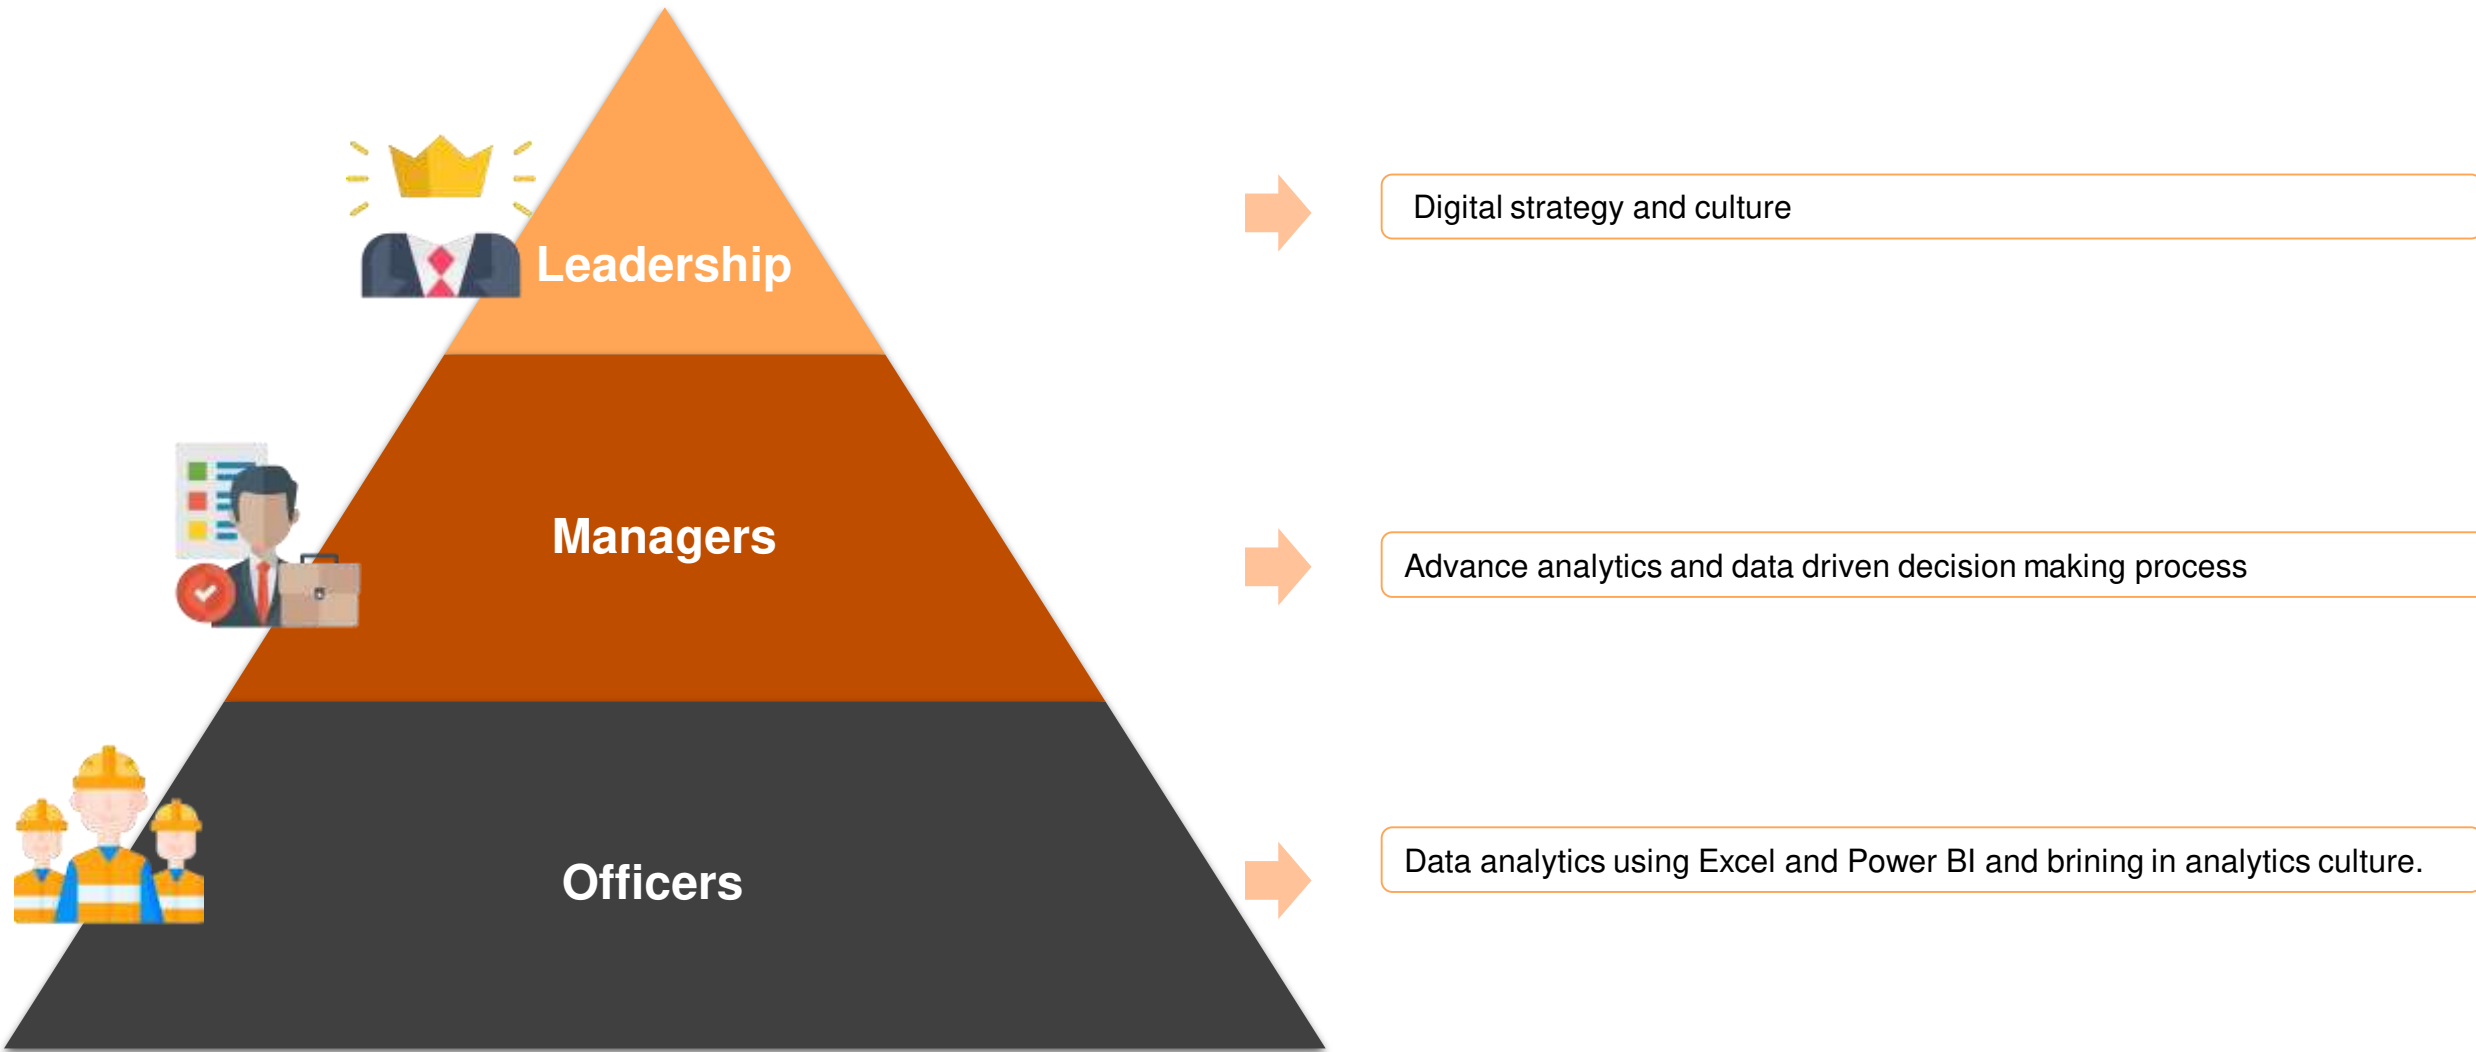 Leadership
Digital strategy and culture
Managers
Advance analytics and data driven decision making process
Officers
Data analytics using Excel and Power BI and brining in analytics culture.